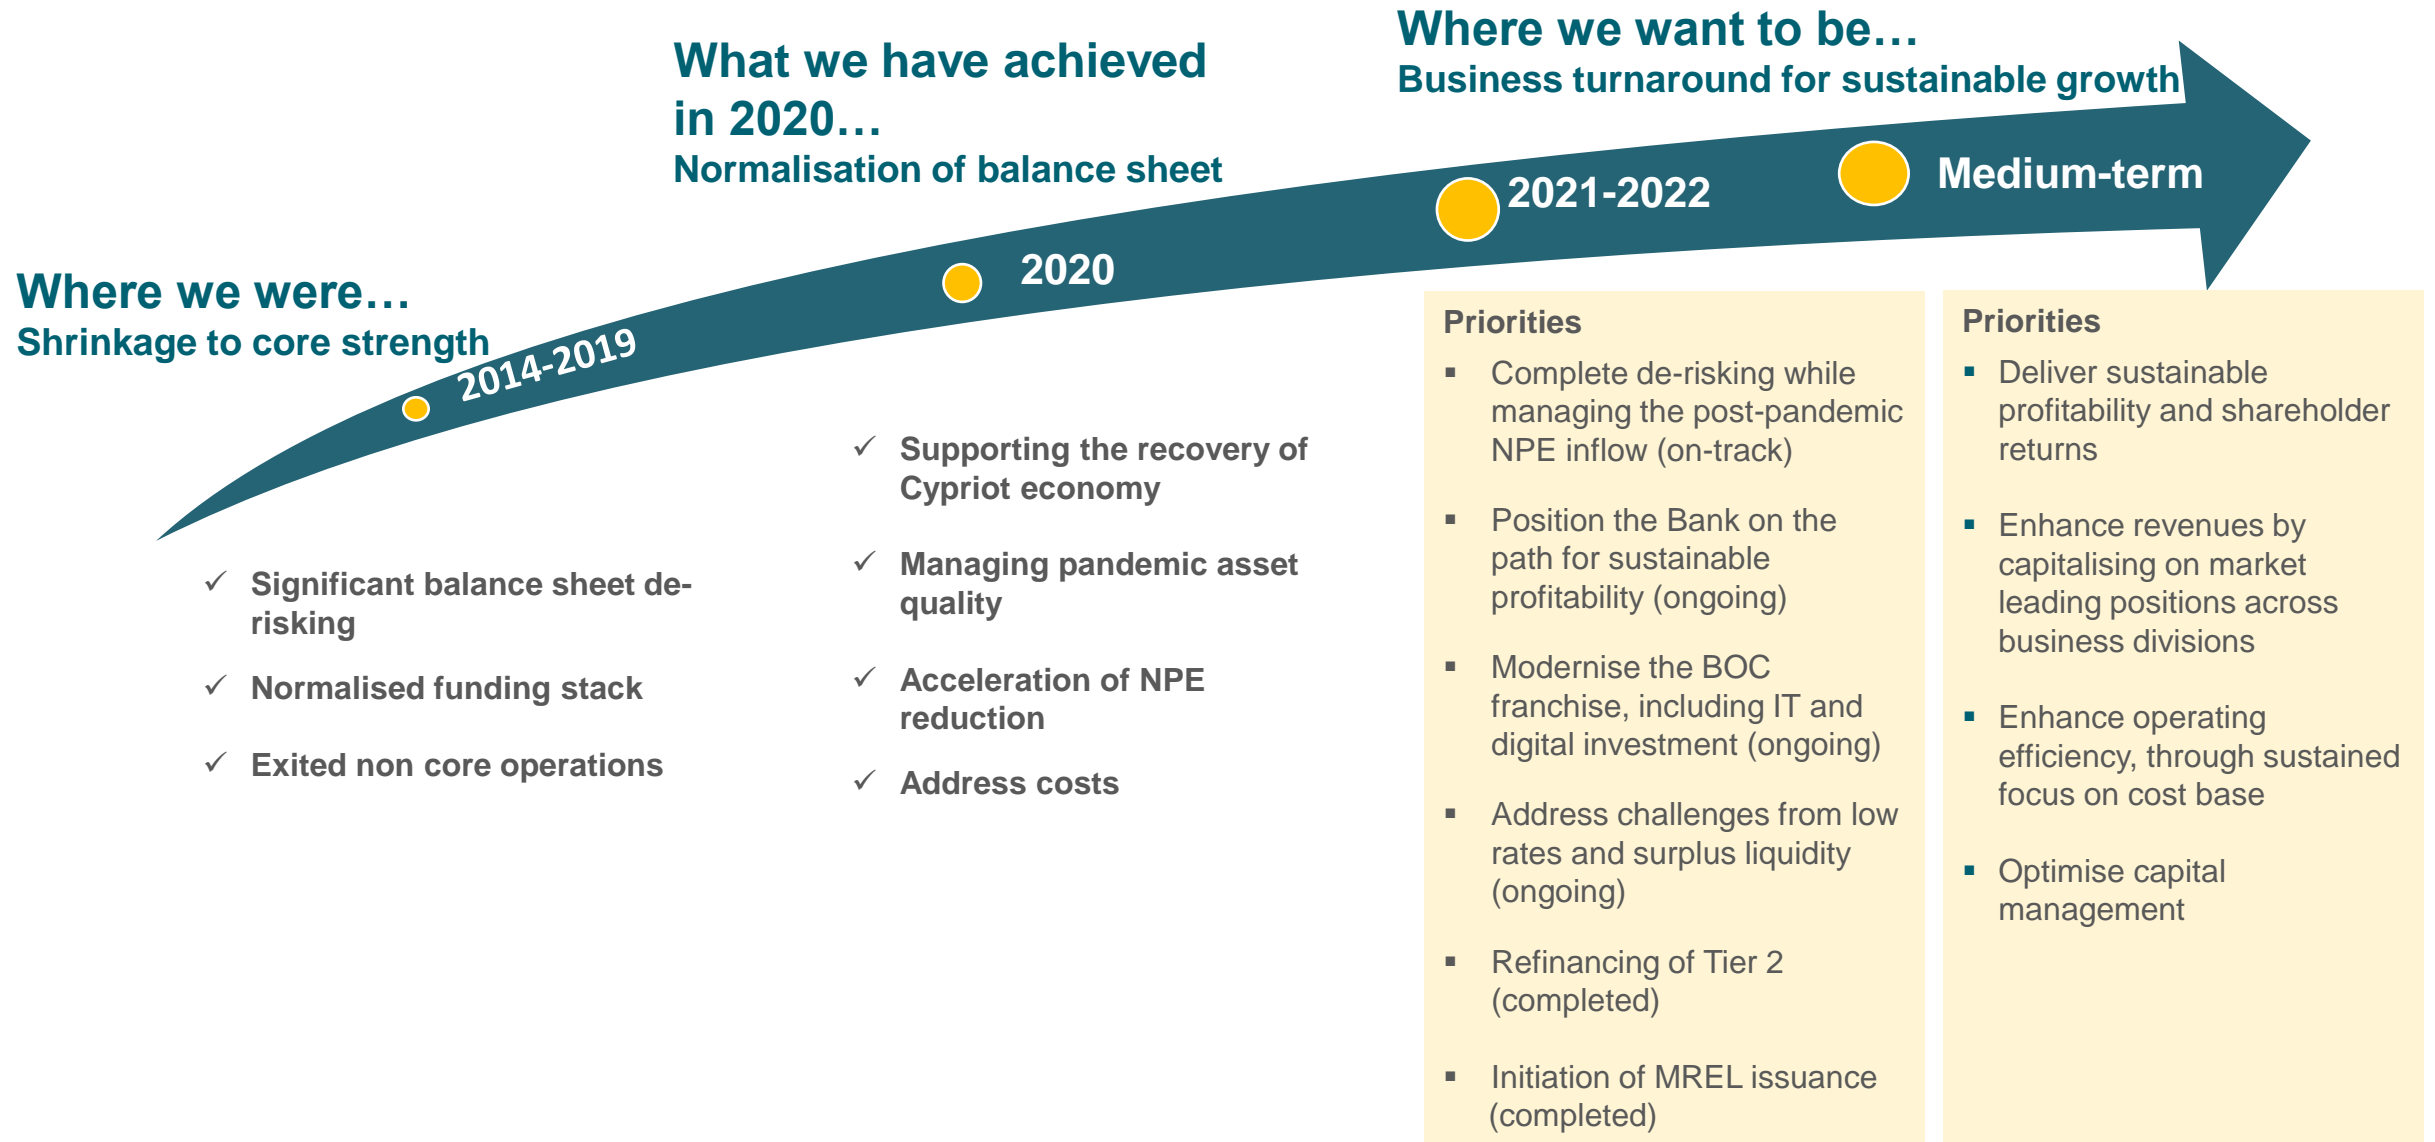 Where we were…
Shrinkage to core strength
2014-2019
✓ Significant balance sheet de-
risking
✓ Normalised funding stack
✓ Exited non core operations
What we have achieved
in 2020…
Normalisation of balance sheet
2020
✓ Supporting the recovery of
Cypriot economy
✓ Managing pandemic asset
quality
✓ Acceleration of NPE
reduction
✓ Address costs
Where we want to be…
Business turnaround for sustainable growth
2021-2022
Priorities
▪ Complete de-risking while
managing the post-pandemic
NPE inflow (on-track)
▪ Position the Bank on the
path for sustainable
profitability (ongoing)
▪ Modernise the BOC
franchise, including IT and
digital investment (ongoing)
▪ Address challenges from low
rates and surplus liquidity
(ongoing)
▪ Refinancing of Tier 2
(completed)
▪ Initiation of MREL issuance
(completed)
Medium-term
Priorities
▪ Deliver sustainable
profitability and shareholder
returns
▪ Enhance revenues by
capitalising on market
leading positions across
business divisions
▪ Enhance operating
efficiency, through sustained
focus on cost base
▪ Optimise capital
management